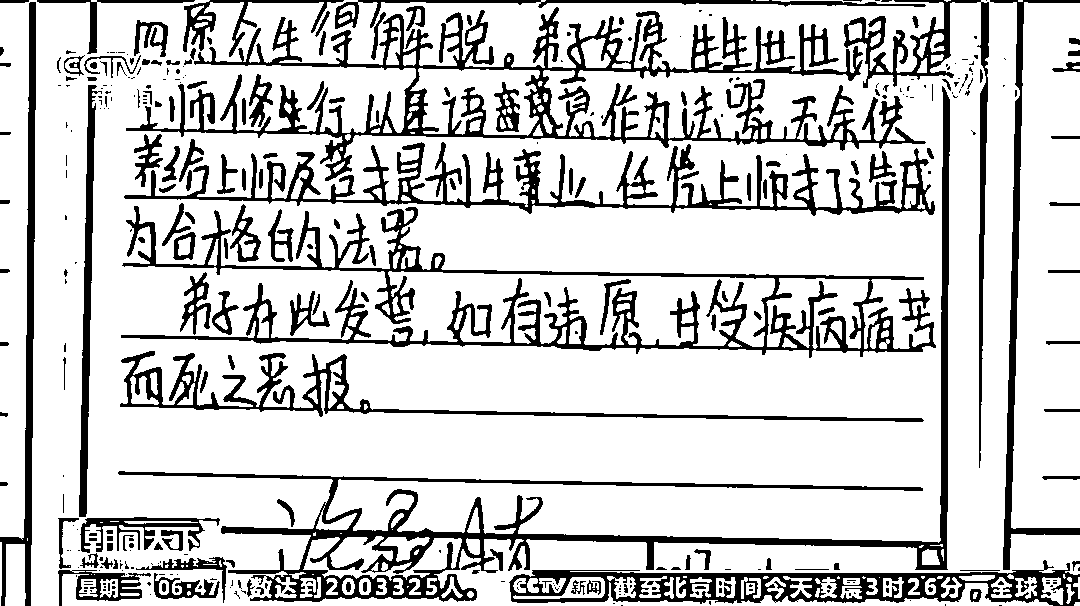 四愿众生得解脱。弟子发愿生生世世跟随
上师修行,以身语意作为法器,无余供
养给上师及菩提利生事业,任凭上师打造成
为合格的法器。
弟子在此发誓,如有违愿,甘受疾病痛苦
而死之恶报。
CCTV
新闻
朝闻天下
星期二 06:47 人数达到2003325人。 CCTV新闻 截至北京时间今天凌晨3时26分,全球累计